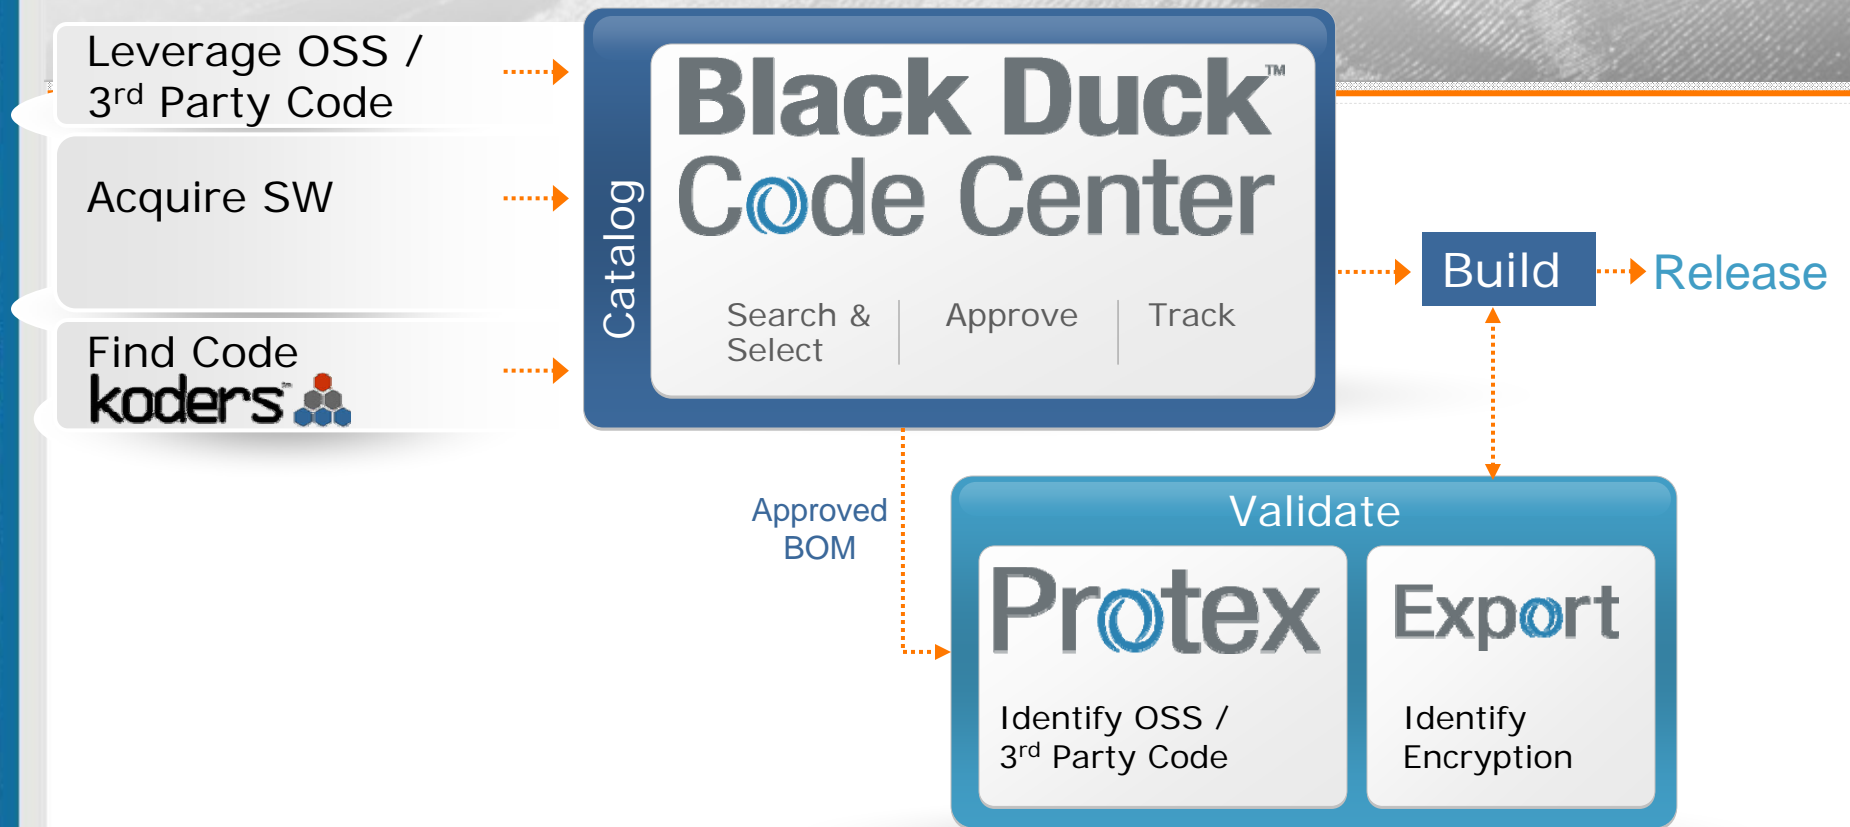 Leverage OSS /
3rd Party Code
Acquire SW
Find Code
koders™
Catalog
Black Duck™
Code Center
Search &
Select
Approve
Track
Build
Release
Approved
BOM
Validate
Protex
Identify OSS /
3rd Party Code
Export
Identify
Encryption